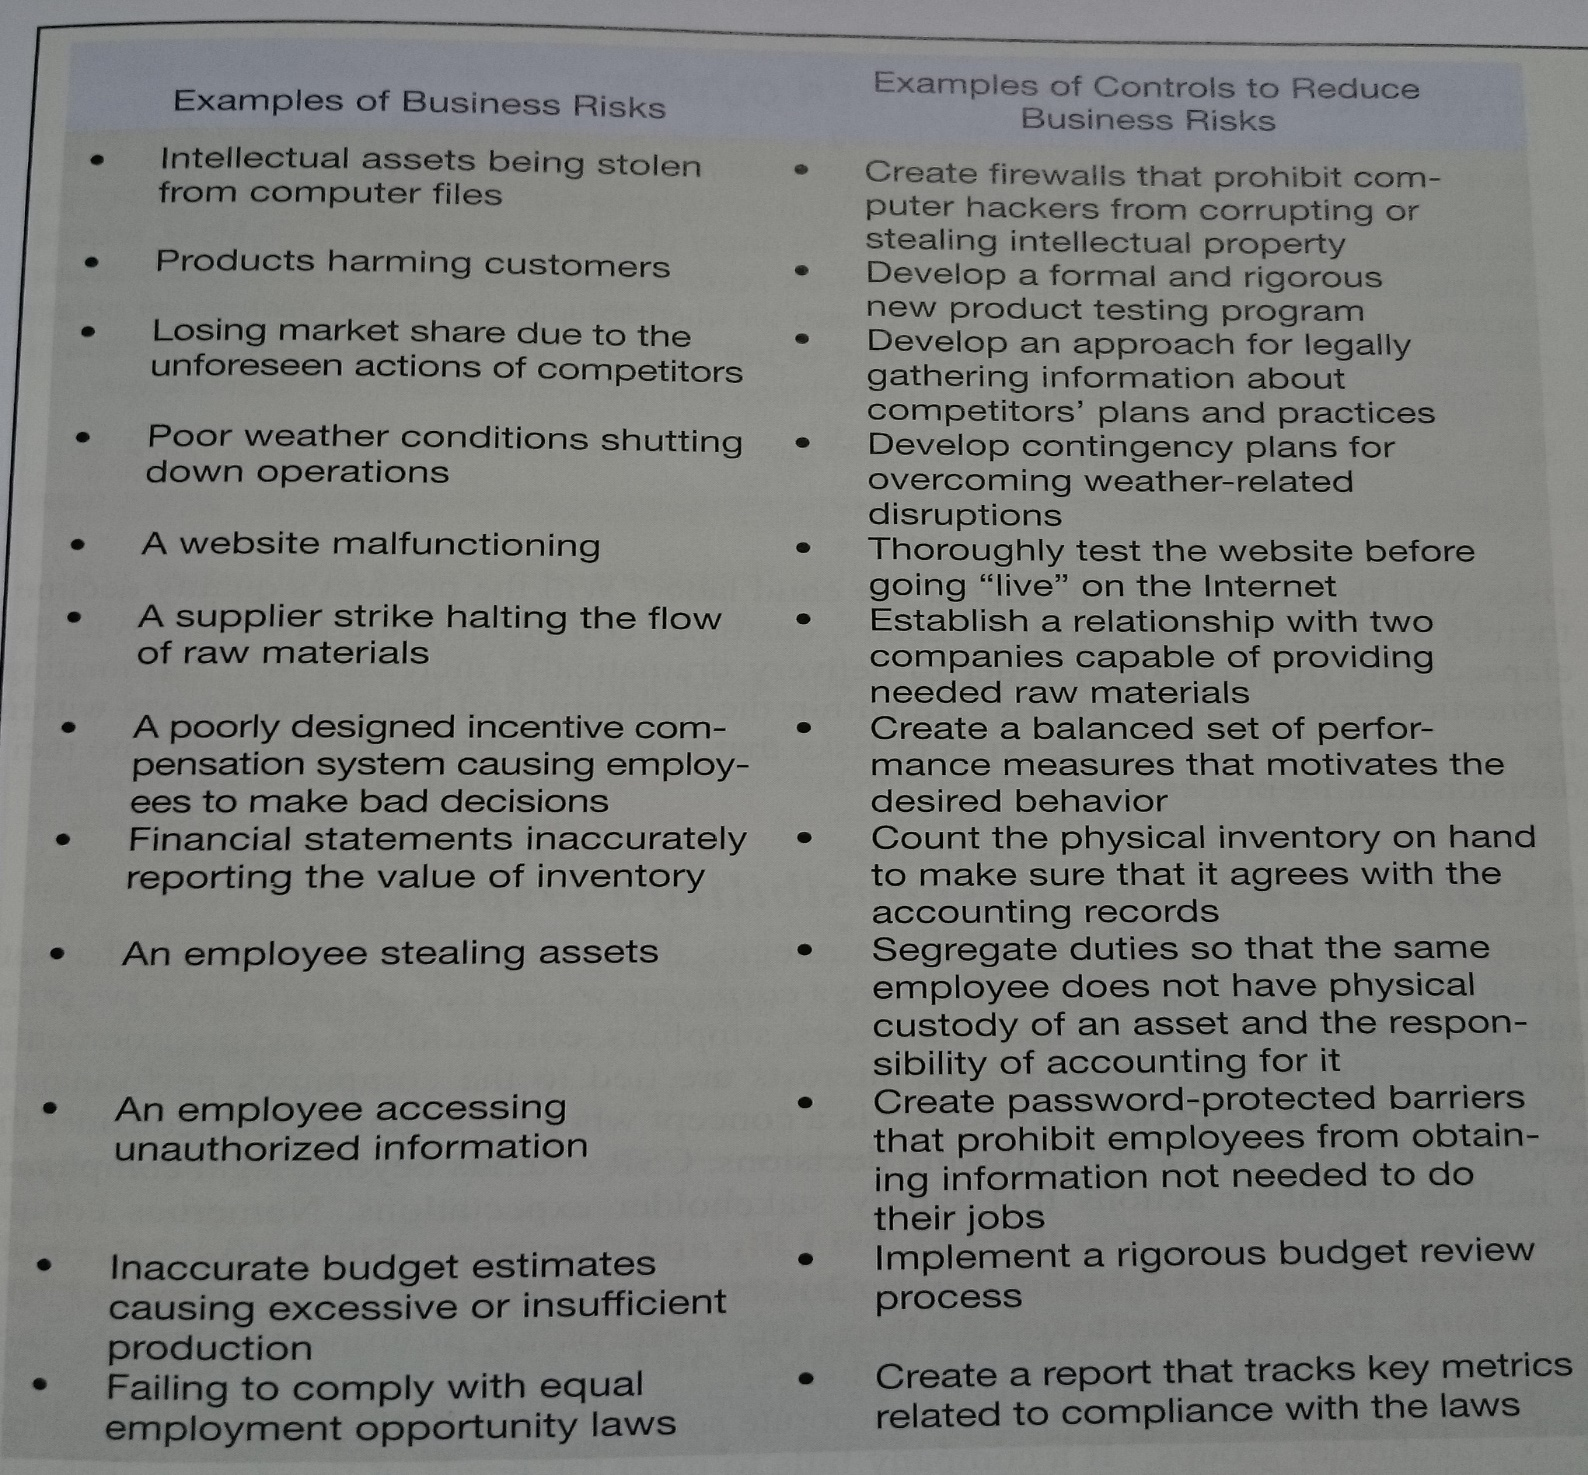 Examples of Business Risks
Examples of Controls to Reduce
Business Risks
• Intellectual assets being stolen
from computer files
• Create firewalls that prohibit com-
puter hackers from corrupting or
stealing intellectual property
• Products harming customers
• Develop a formal and rigorous
new product testing program
• Losing market share due to the
unforeseen actions of competitors
• Develop an approach for legally
gathering information about
competitors’ plans and practices
• Poor weather conditions shutting
down operations
• Develop contingency plans for
overcoming weather-related
disruptions
• A website malfunctioning
• Thoroughly test the website before
going “live” on the Internet
• A supplier strike halting the flow
of raw materials
• Establish a relationship with two
companies capable of providing
needed raw materials
• A poorly designed incentive com-
pensation system causing employ-
ees to make bad decisions
• Create a balanced set of perfor-
mance measures that motivates the
desired behavior
• Financial statements inaccurately
reporting the value of inventory
• Count the physical inventory on hand
to make sure that it agrees with the
accounting records
• An employee stealing assets
• Segregate duties so that the same
employee does not have physical
custody of an asset and the respon-
sibility of accounting for it
• An employee accessing
unauthorized information
• Create password-protected barriers
that prohibit employees from obtain-
ing information not needed to do
their jobs
• Inaccurate budget estimates
causing excessive or insufficient
production
• Implement a rigorous budget review
process
• Failing to comply with equal
employment opportunity laws
• Create a report that tracks key metrics
related to compliance with the laws